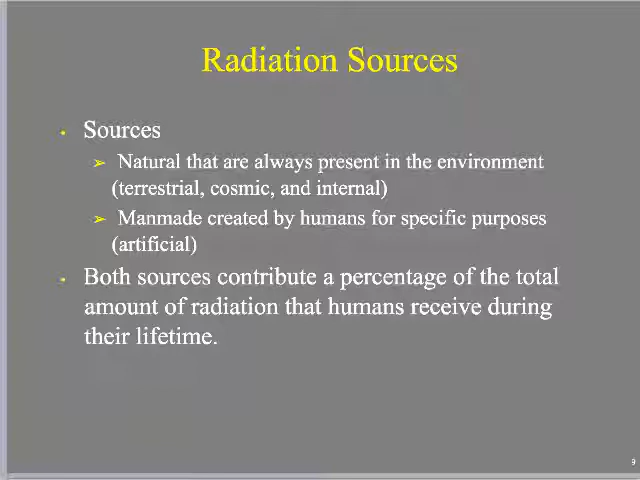 Radiation Sources
• Sources
➢ Natural that are always present in the environment
(terrestrial, cosmic, and internal)
➢ Manmade created by humans for specific purposes
(artificial)
• Both sources contribute a percentage of the total
amount of radiation that humans receive during
their lifetime.
9